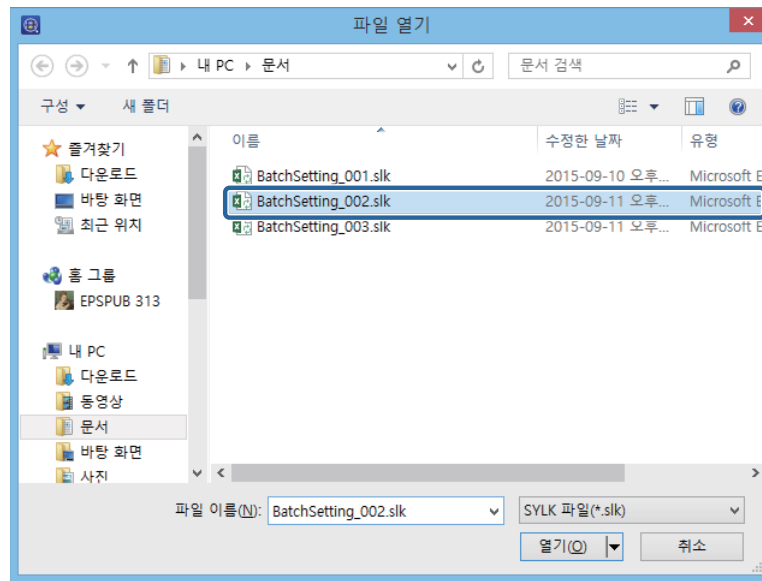 파일 열기
내 PC 문서
문서 검색
구성 새 폴더
즐겨찾기
다운로드
바탕 화면
최근 위치
홈 그룹
EPSPUB 313
내 PC
다운로드
동영상
문서
바탕 화면
사진
이름 수정한 날짜 유형
BatchSetting_001.slk 2015-09-10 오후... Microsoft E
BatchSetting_002.slk 2015-09-11 오후... Microsoft E
BatchSetting_003.slk 2015-09-11 오후... Microsoft E
파일 이름(N): BatchSetting_002.slk SYLK 파일(*.slk)
열기(O) 취소